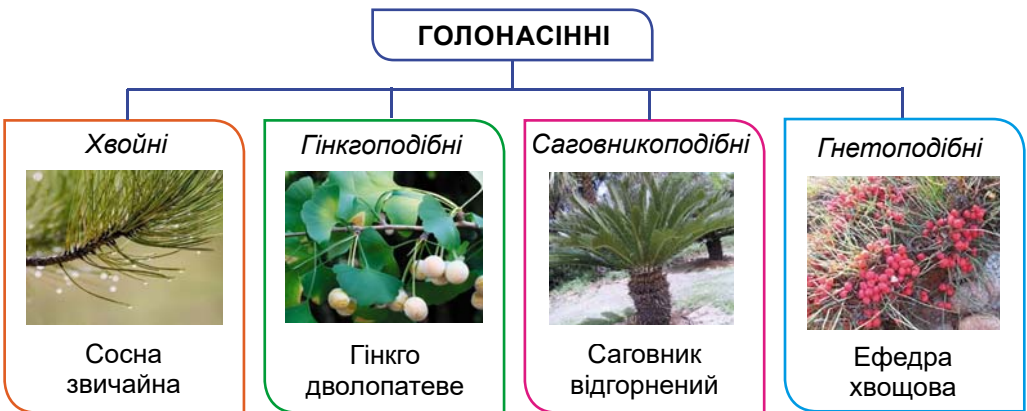 ГОЛОНАСІННІ
Хвойні
Сосна
звичайна
Гінкгоподібні
Гінкго
дволопатеве
Саговникоподібні
Саговник
відгорнений
Гнетоподібні
Ефедра
хвощова